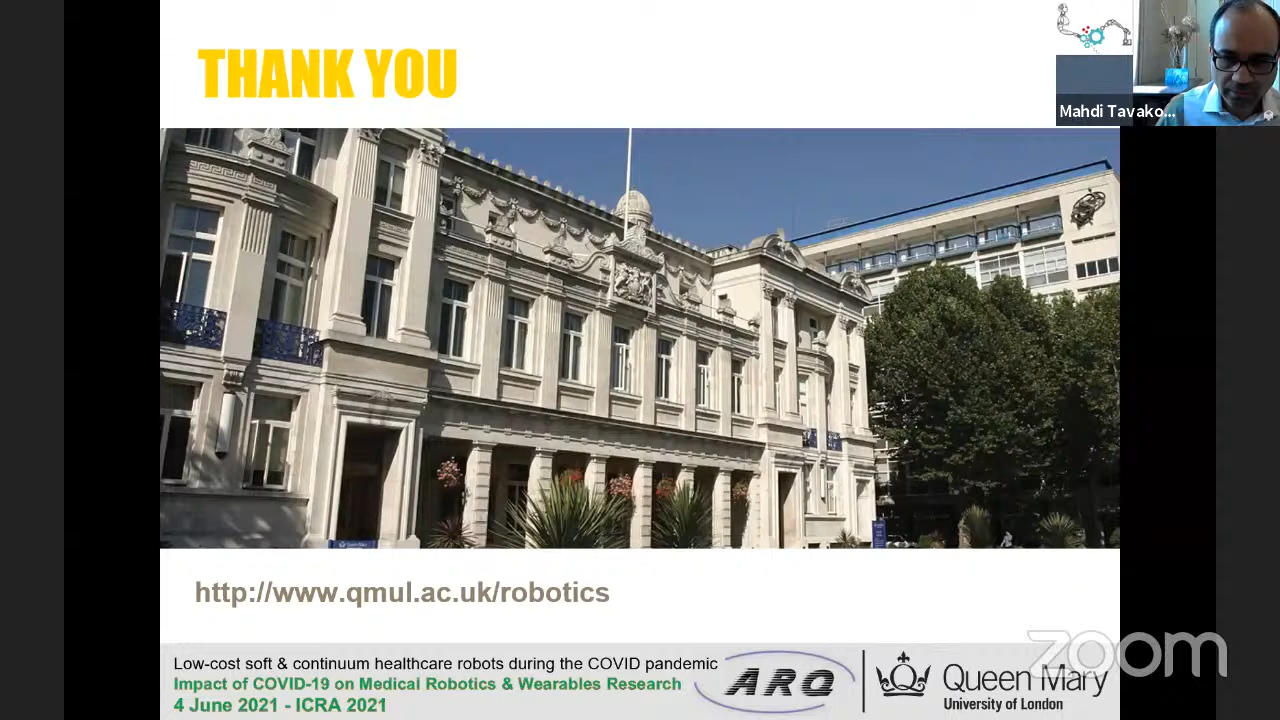 THANK YOU
Mahdi Tavako...
http://www.qmul.ac.uk/robotics
Low-cost soft & continuum healthcare robots during the COVID pandemic
Impact of COVID-19 on Medical Robotics & Wearables Research
4 June 2021 - ICRA 2021
ARQ
Queen Mary
University of London
zoom